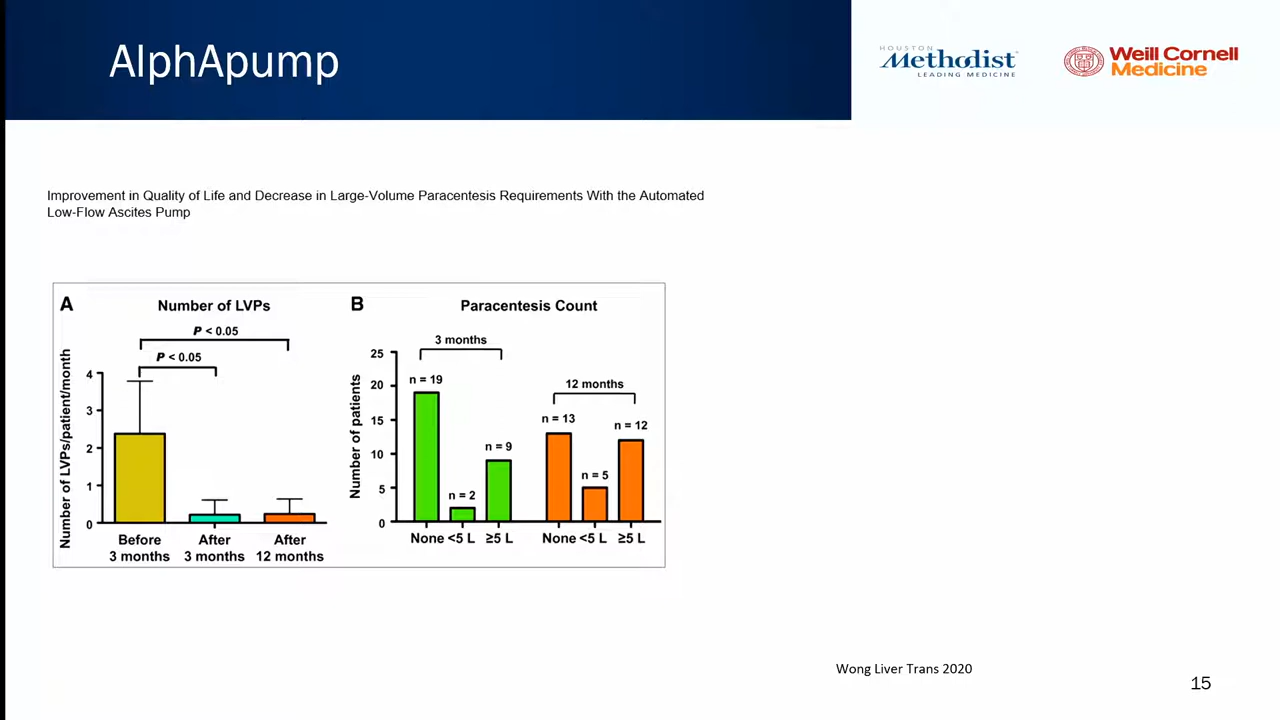 AlphApump
HOUSTON
Methodist
LEADING MEDICINE
Weill Cornell
Medicine
Improvement in Quality of Life and Decrease in Large-Volume Paracentesis Requirements With the Automated
Low-Flow Ascites Pump
A
Number of LVPs
P < 0.05
P < 0.05
Number of LVPs/patient/month
4
3
2
1
0
Before
3 months
After
3 months
After
12 months
B
Paracentesis Count
3 months
12 months
Number of patients
25
20
15
10
5
0
n = 19
n = 2
n = 9
n = 13
n = 5
n = 12
None <5 L ≥5 L
None <5 L ≥5 L
Wong Liver Trans 2020
15